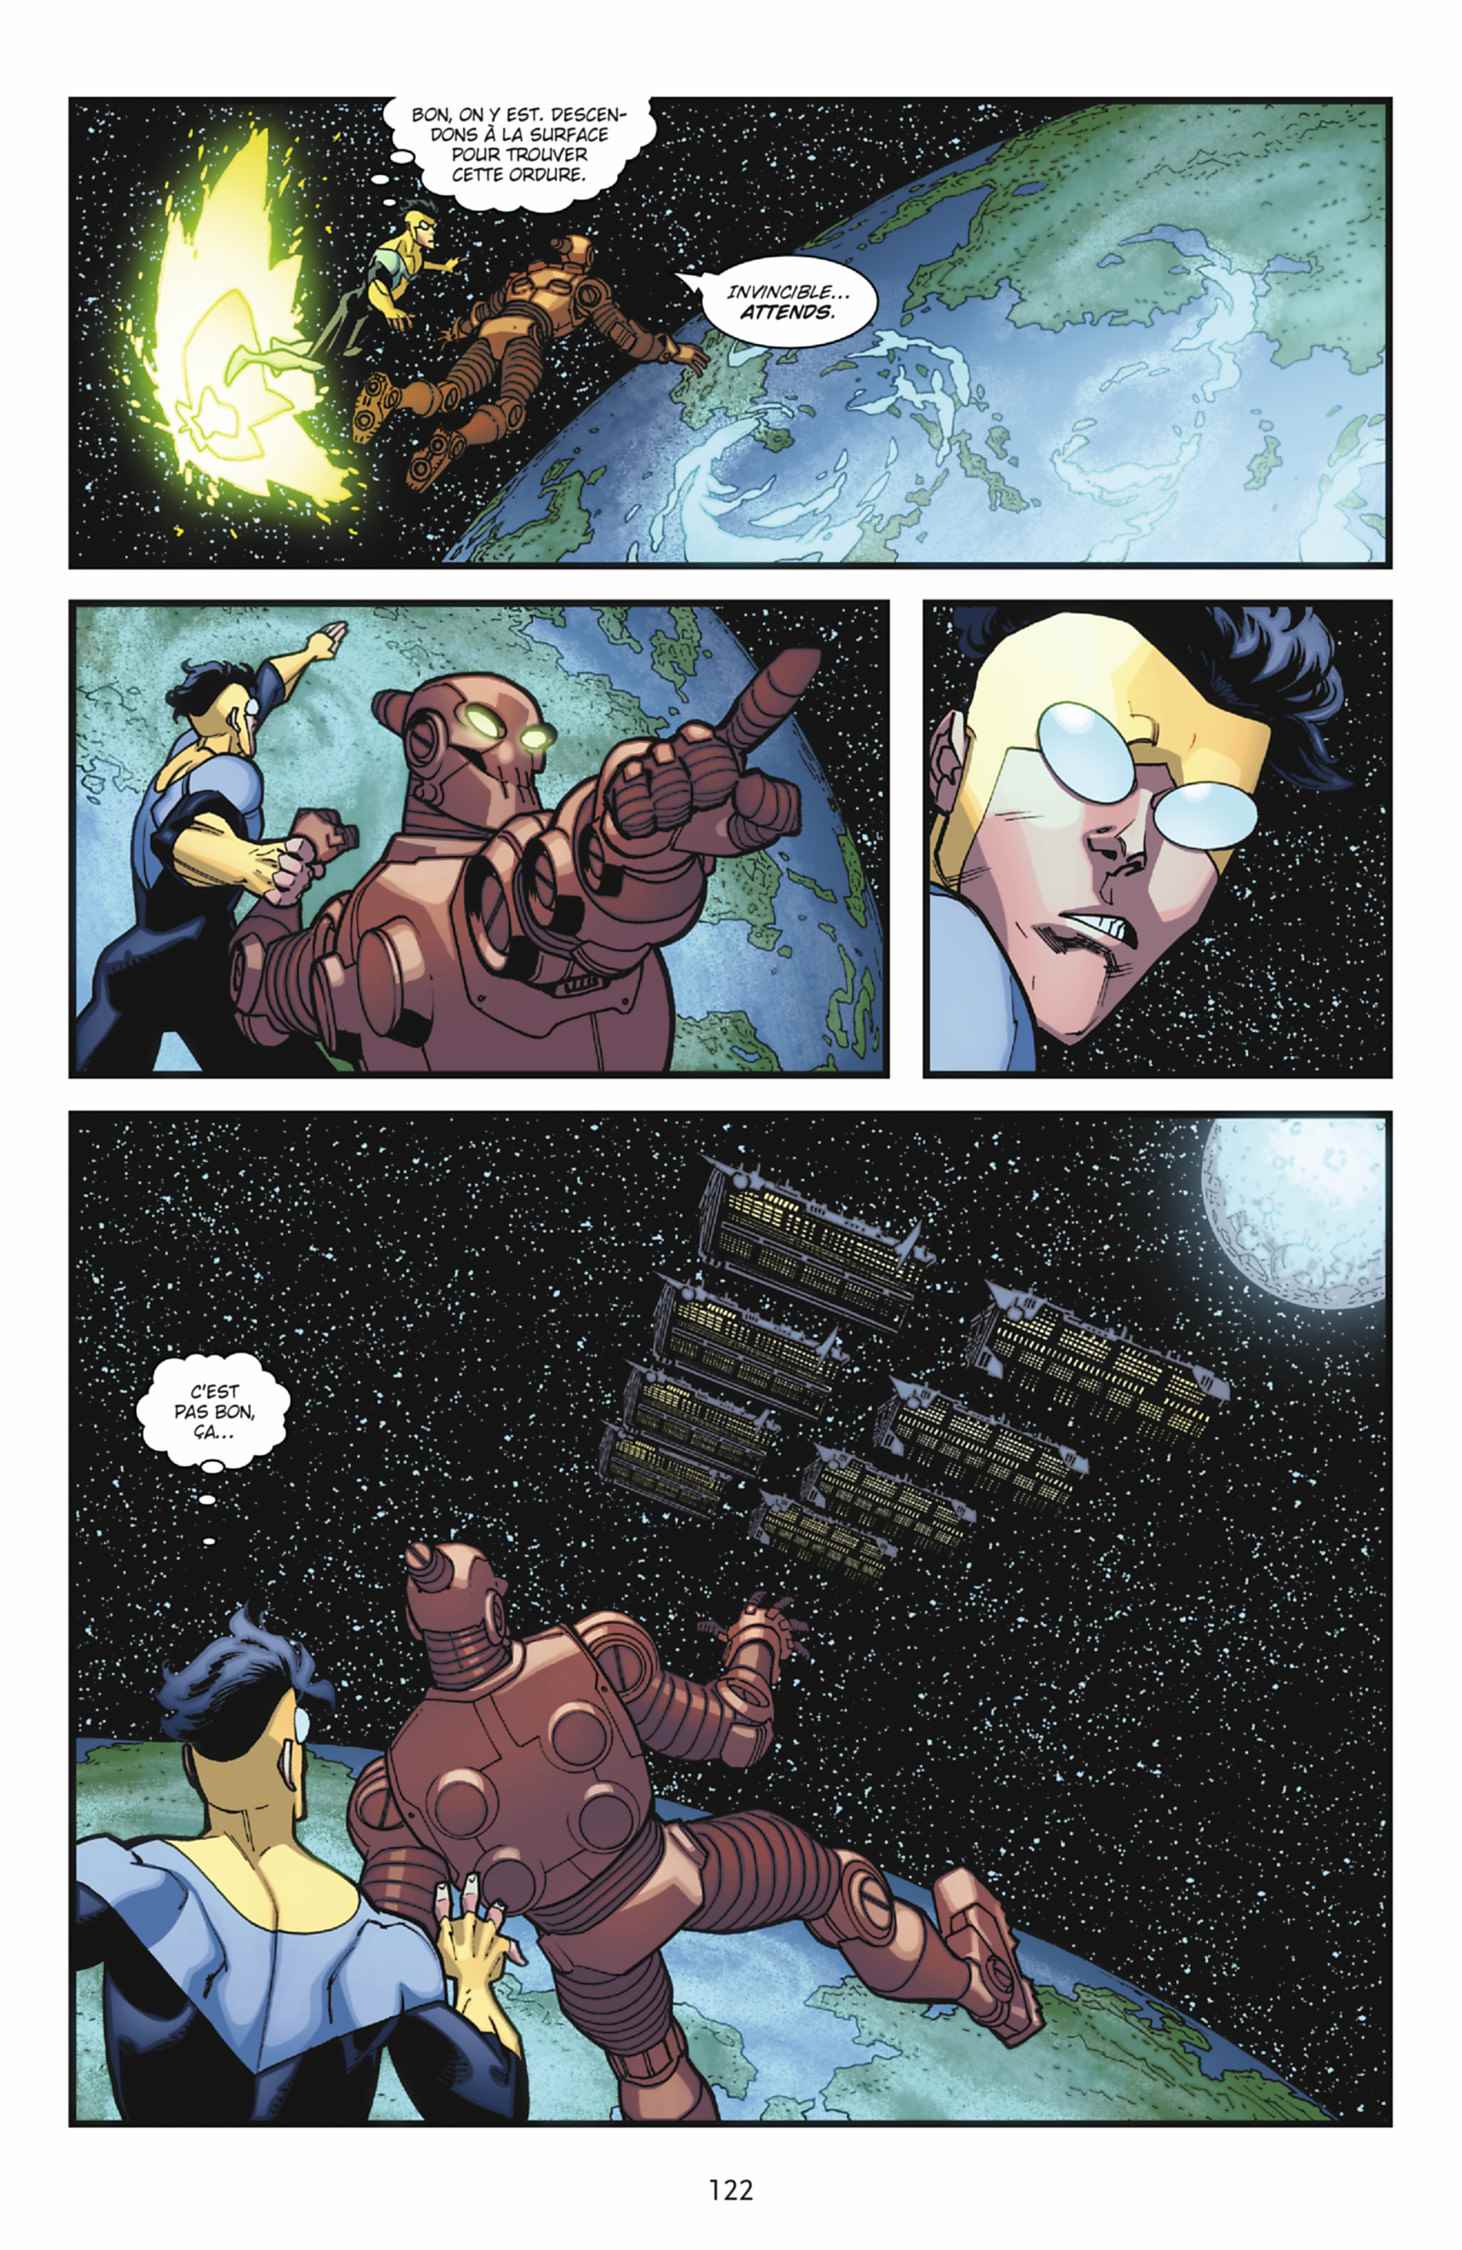 BON, ON Y EST. DESCEN-
DONS À LA SURFACE
POUR TROUVER
CETTE ORDURE.
INVINCIBLE...
ATTENDS.
C'EST
PAS BON,
ÇA...
122